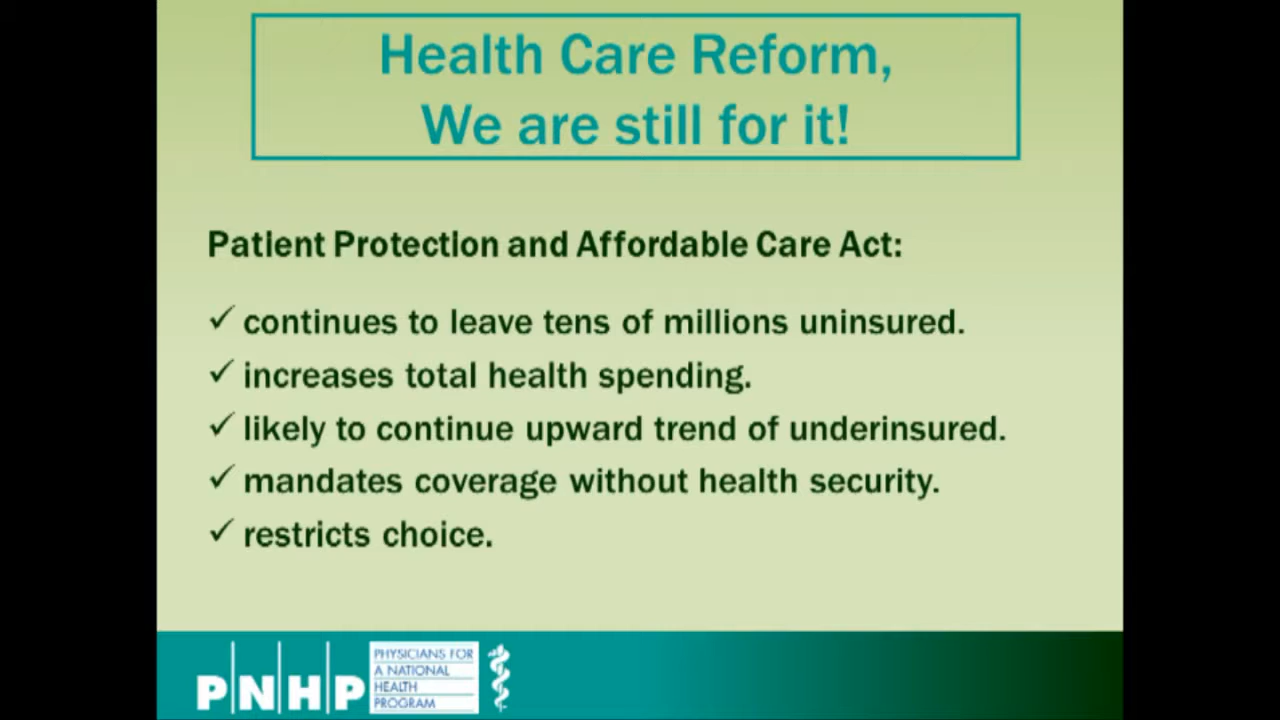 Health Care Reform,
We are still for it!
Patient Protection and Affordable Care Act:
✓ continues to leave tens of millions uninsured.
✓ increases total health spending.
✓ likely to continue upward trend of underinsured.
✓ mandates coverage without health security.
✓ restricts choice.
PNHP
PHYSICIANS FOR
A NATIONAL
HEALTH
PROGRAM